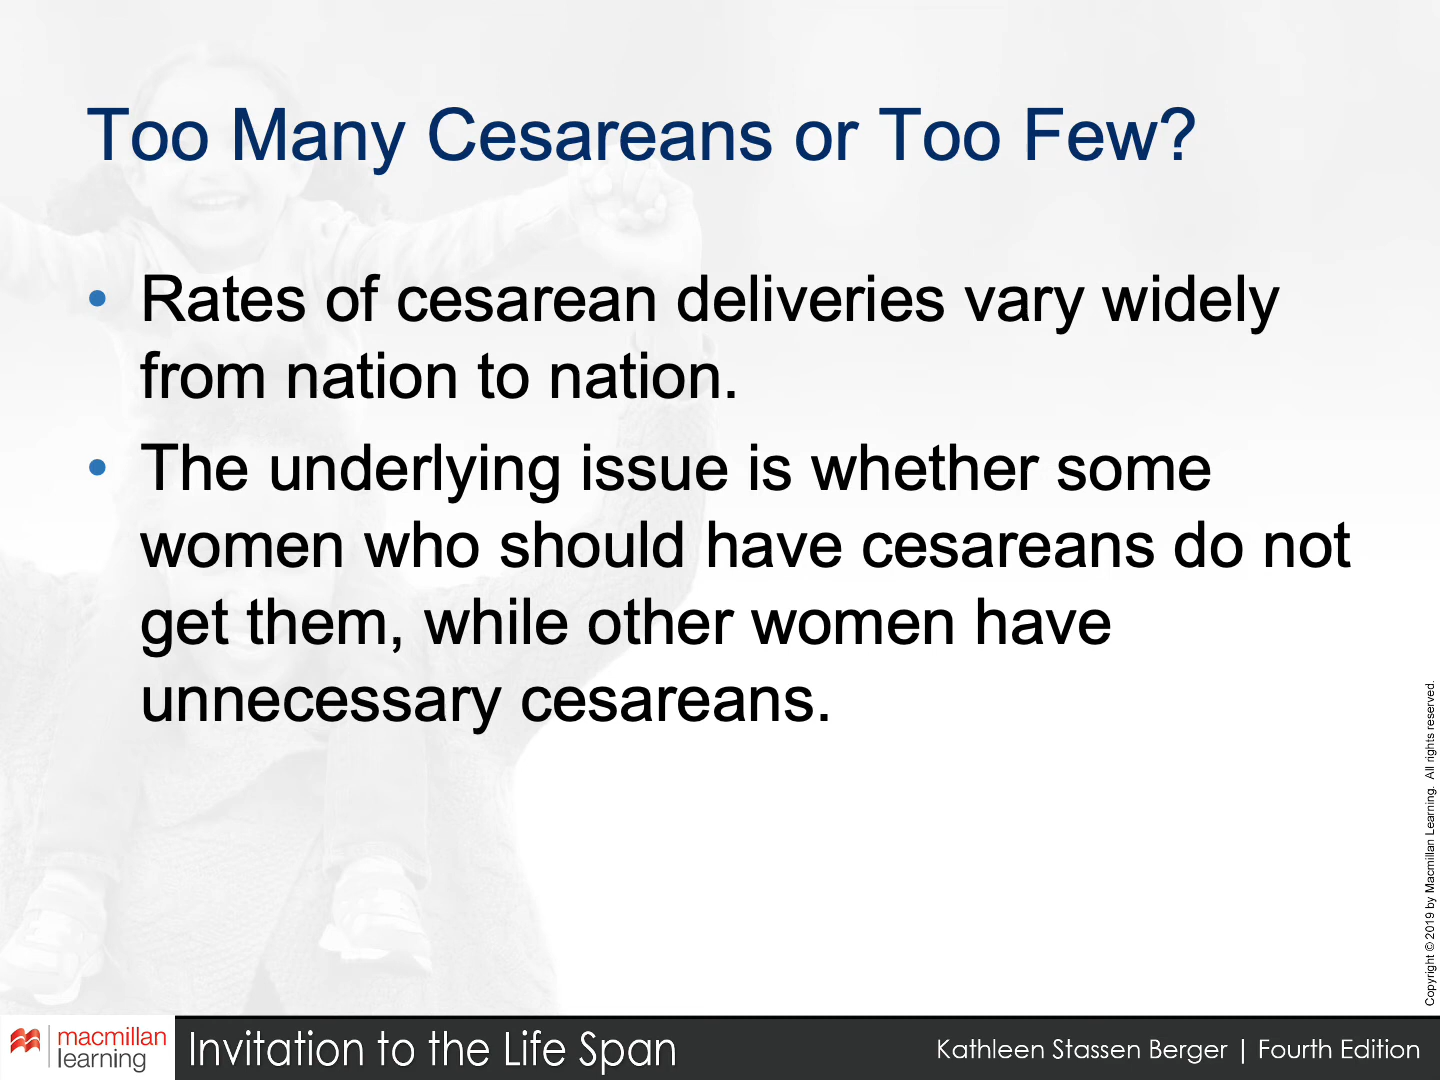 Too Many Cesareans or Too Few?
• Rates of cesarean deliveries vary widely
from nation to nation.
• The underlying issue is whether some
women who should have cesareans do not
get them, while other women have
unnecessary cesareans.
Copyright © 2019 by Macmillan Learning. All rights reserved.
macmillan
learning
Invitation to the Life Span
Kathleen Stassen Berger | Fourth Edition